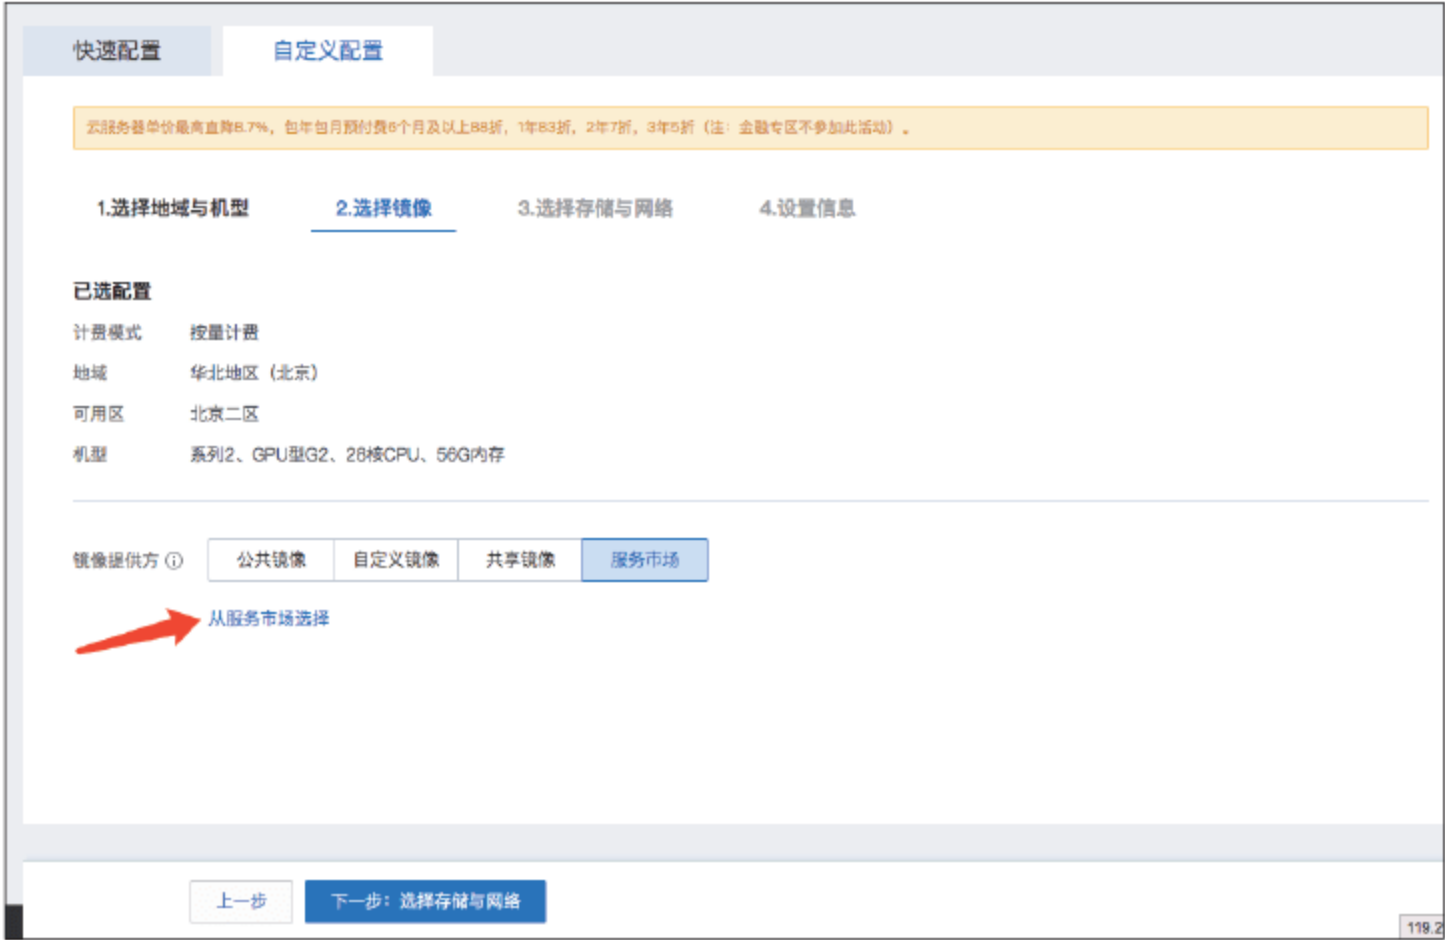 快速配置 自定义配置
云服务器单价最高直降8.7%，包年包月预付费6个月及以上88折，1年83折，2年7折，3年5折（注：金融专区不参加此活动）。
1.选择地域与机型 2.选择镜像 3.选择存储与网络 4.设置信息
已选配置
计费模式 按量计费
地域 华北地区（北京）
可用区 北京二区
机型 系列2、GPU型G2、28核CPU、56G内存
镜像提供方 公共镜像 自定义镜像 共享镜像 服务市场
从服务市场选择
上一步 下一步：选择存储与网络
119.2